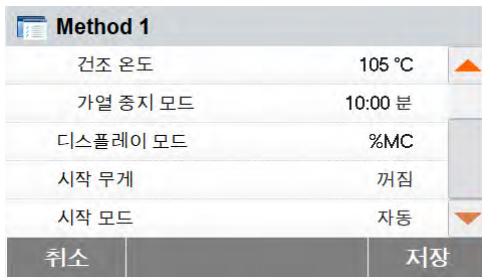 Method 1
건조 온도 105 °C
가열 중지 모드 10:00 분
디스플레이 모드 %MC
시작 무게 꺼짐
시작 모드 자동
취소 저장